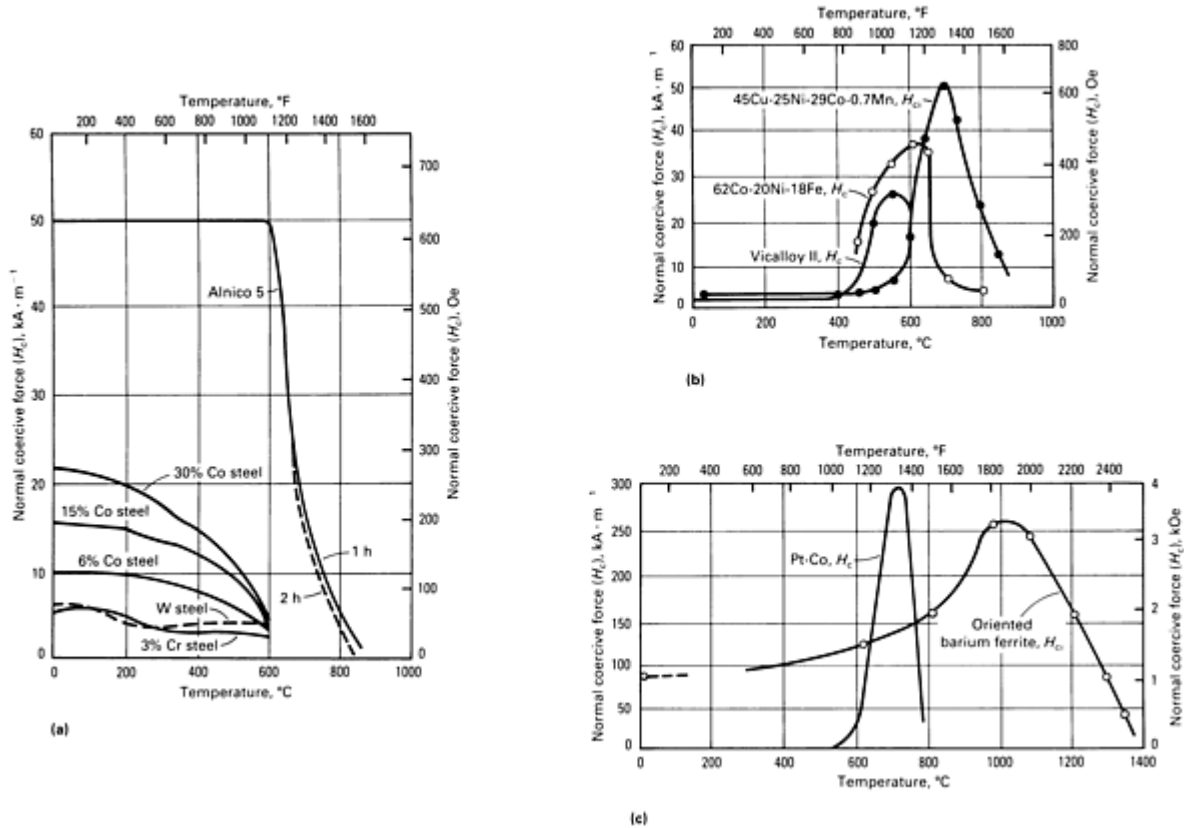 Temperature, °F
200 400 600 800 1000 1200 1400 1600
60
50
40
30
20
10
0
700
600
500
400
300
200
100
0
Normal coercive force (Hc), kA · m⁻¹
Normal coercive force (Hc), Oe
Alnico 5
30% Co steel
15% Co steel
6% Co steel
W steel
3% Cr steel
1 h
2 h
0 200 400 600 800 1000
Temperature, °C
(a)
Temperature, °F
200 400 600 800 1000 1200 1400 1600
60
50
40
30
20
10
0
800
600
400
200
0
Normal coercive force (Hc), kA · m⁻¹
Normal coercive force (Hc), Oe
45Cu-25Ni-29Co-0.7Mn, Hci
62Co-20Ni-18Fe, Hc
Vicalloy II, Hc
0 200 400 600 800 1000
Temperature, °C
(b)
Temperature, °F
200 400 600 800 1000 1200 1400 1600 1800 2000 2200 2400
300
250
200
150
100
50
0
4
3
2
1
0
Normal coercive force (Hc), kA · m⁻¹
Normal coercive force (Hc), kOe
Pt-Co, Hc
Oriented
barium ferrite, Hci
0 200 400 600 800 1000 1200 1400
Temperature, °C
(c)